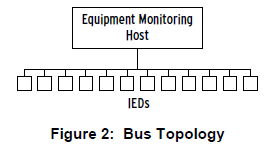 Equipment Monitoring
Host
IEDs
Figure 2: Bus Topology